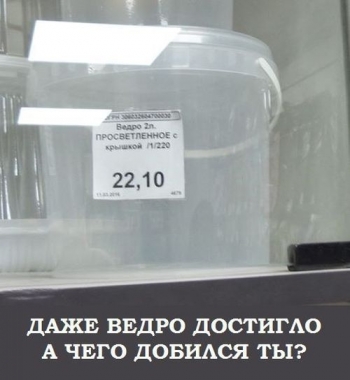 Ведро 2л.
ПРОСВЕТЛЕННОЕ с
крышкой /1/220
22,10
ДАЖЕ ВЕДРО ДОСТИГЛО
А ЧЕГО ДОБИЛСЯ ТЫ?